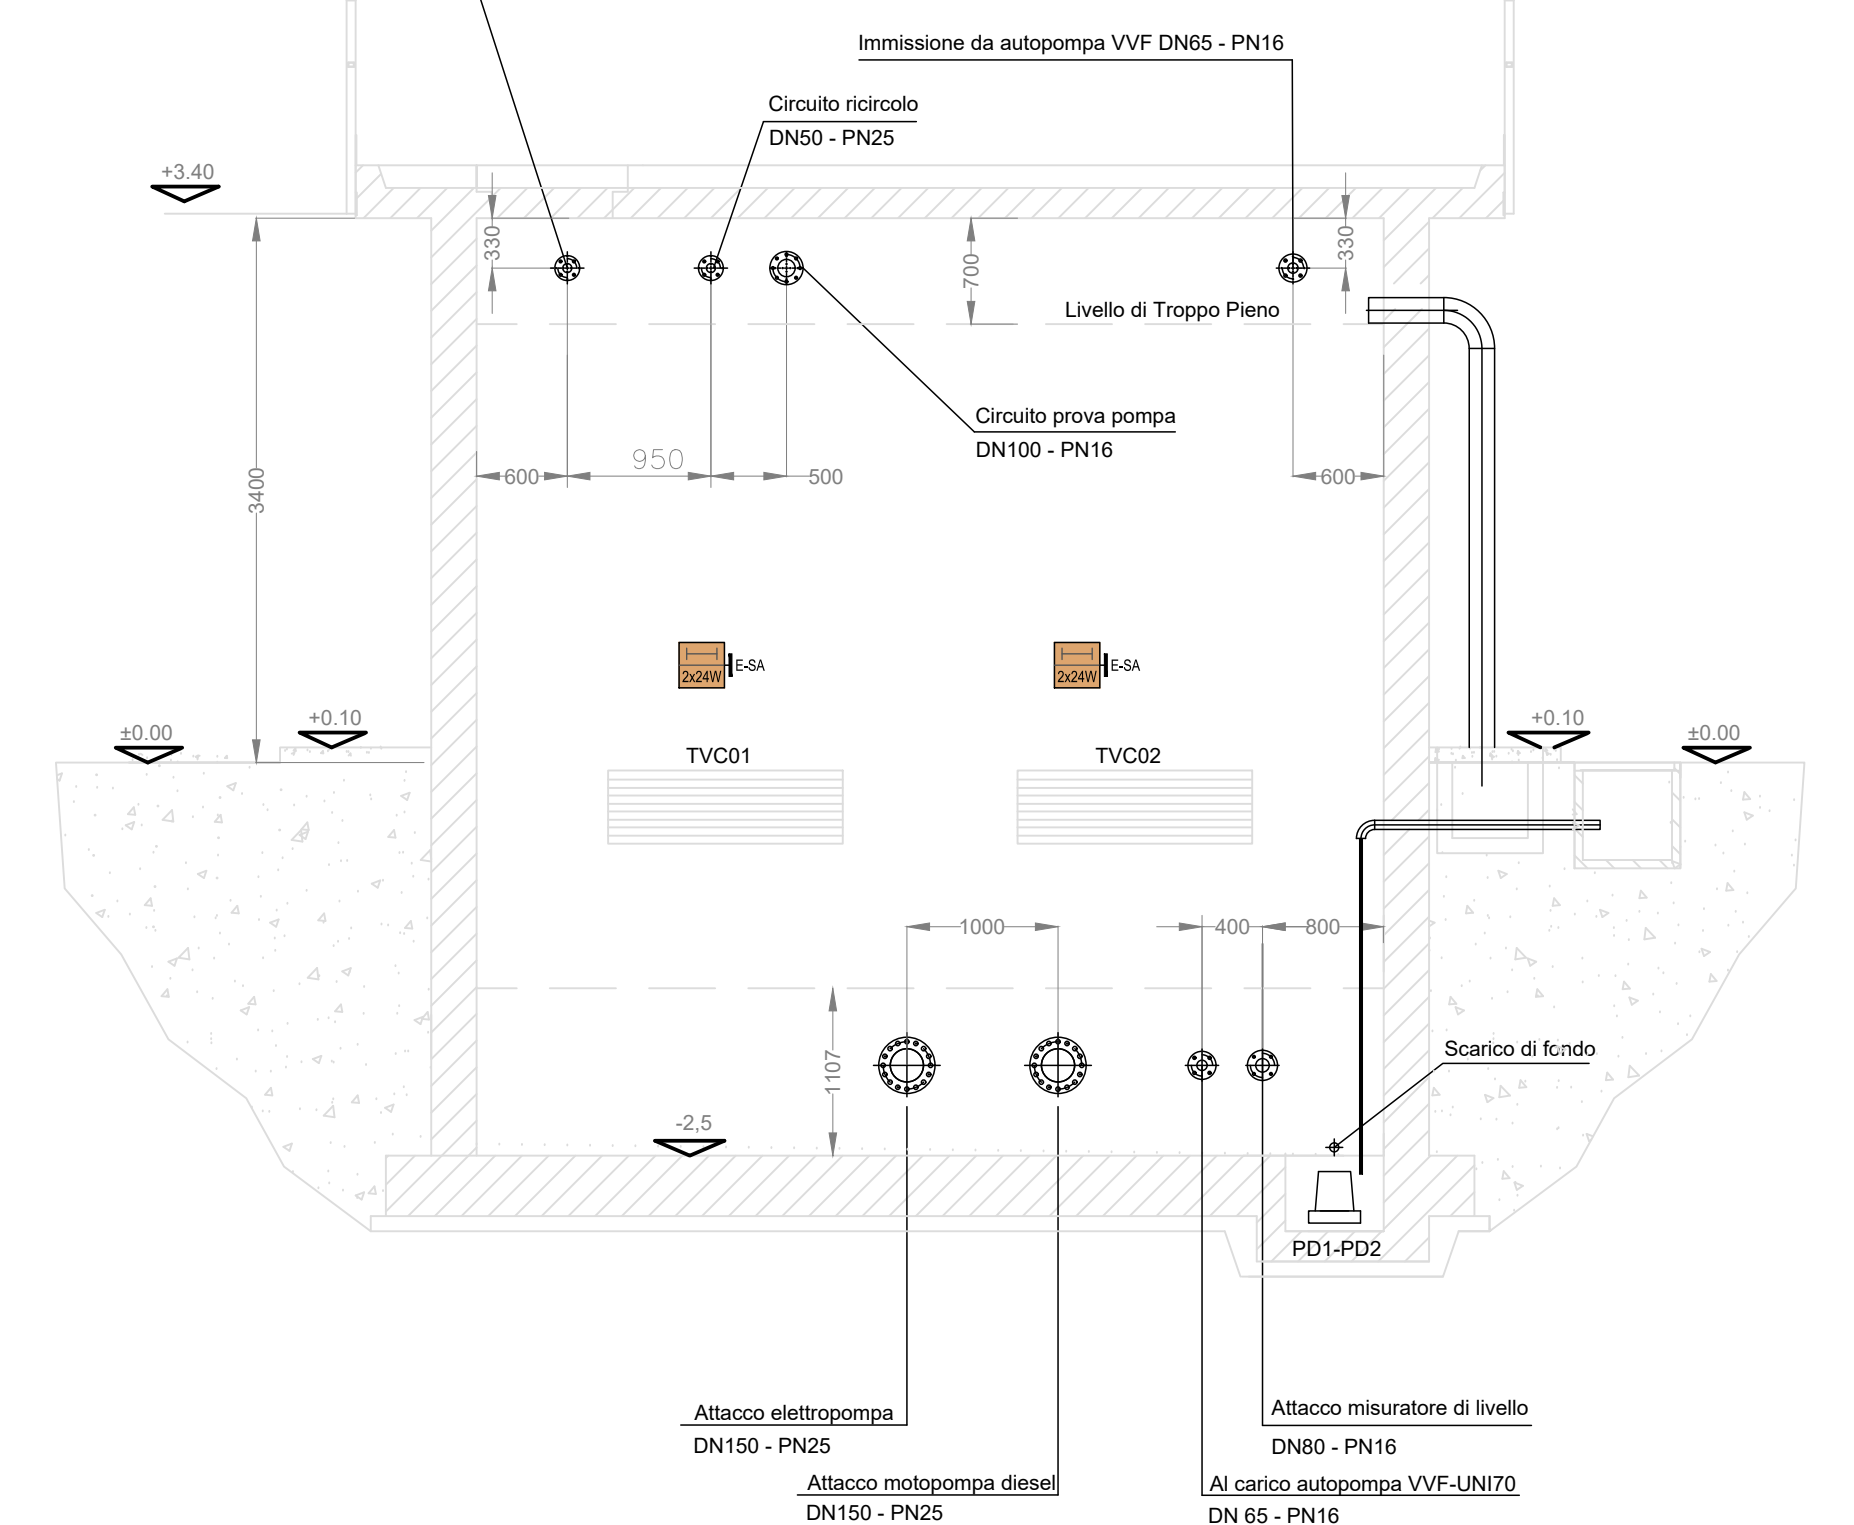 Immissione da autopompa VVF DN65 - PN16
Circuito ricircolo
DN50 - PN25
+3.40
330
700
330
Livello di Troppo Pieno
Circuito prova pompa
DN100 - PN16
3400
600
950
500
600
2x24W
E-SA
2x24W
E-SA
±0.00
+0.10
+0.10
±0.00
TVC01
TVC02
1000
400
800
1107
Scarico di fondo
-2,5
PD1-PD2
Attacco elettropompa
DN150 - PN25
Attacco misuratore di livello
DN80 - PN16
Attacco motopompa diesel
DN150 - PN25
Al carico autopompa VVF-UNI70
DN 65 - PN16